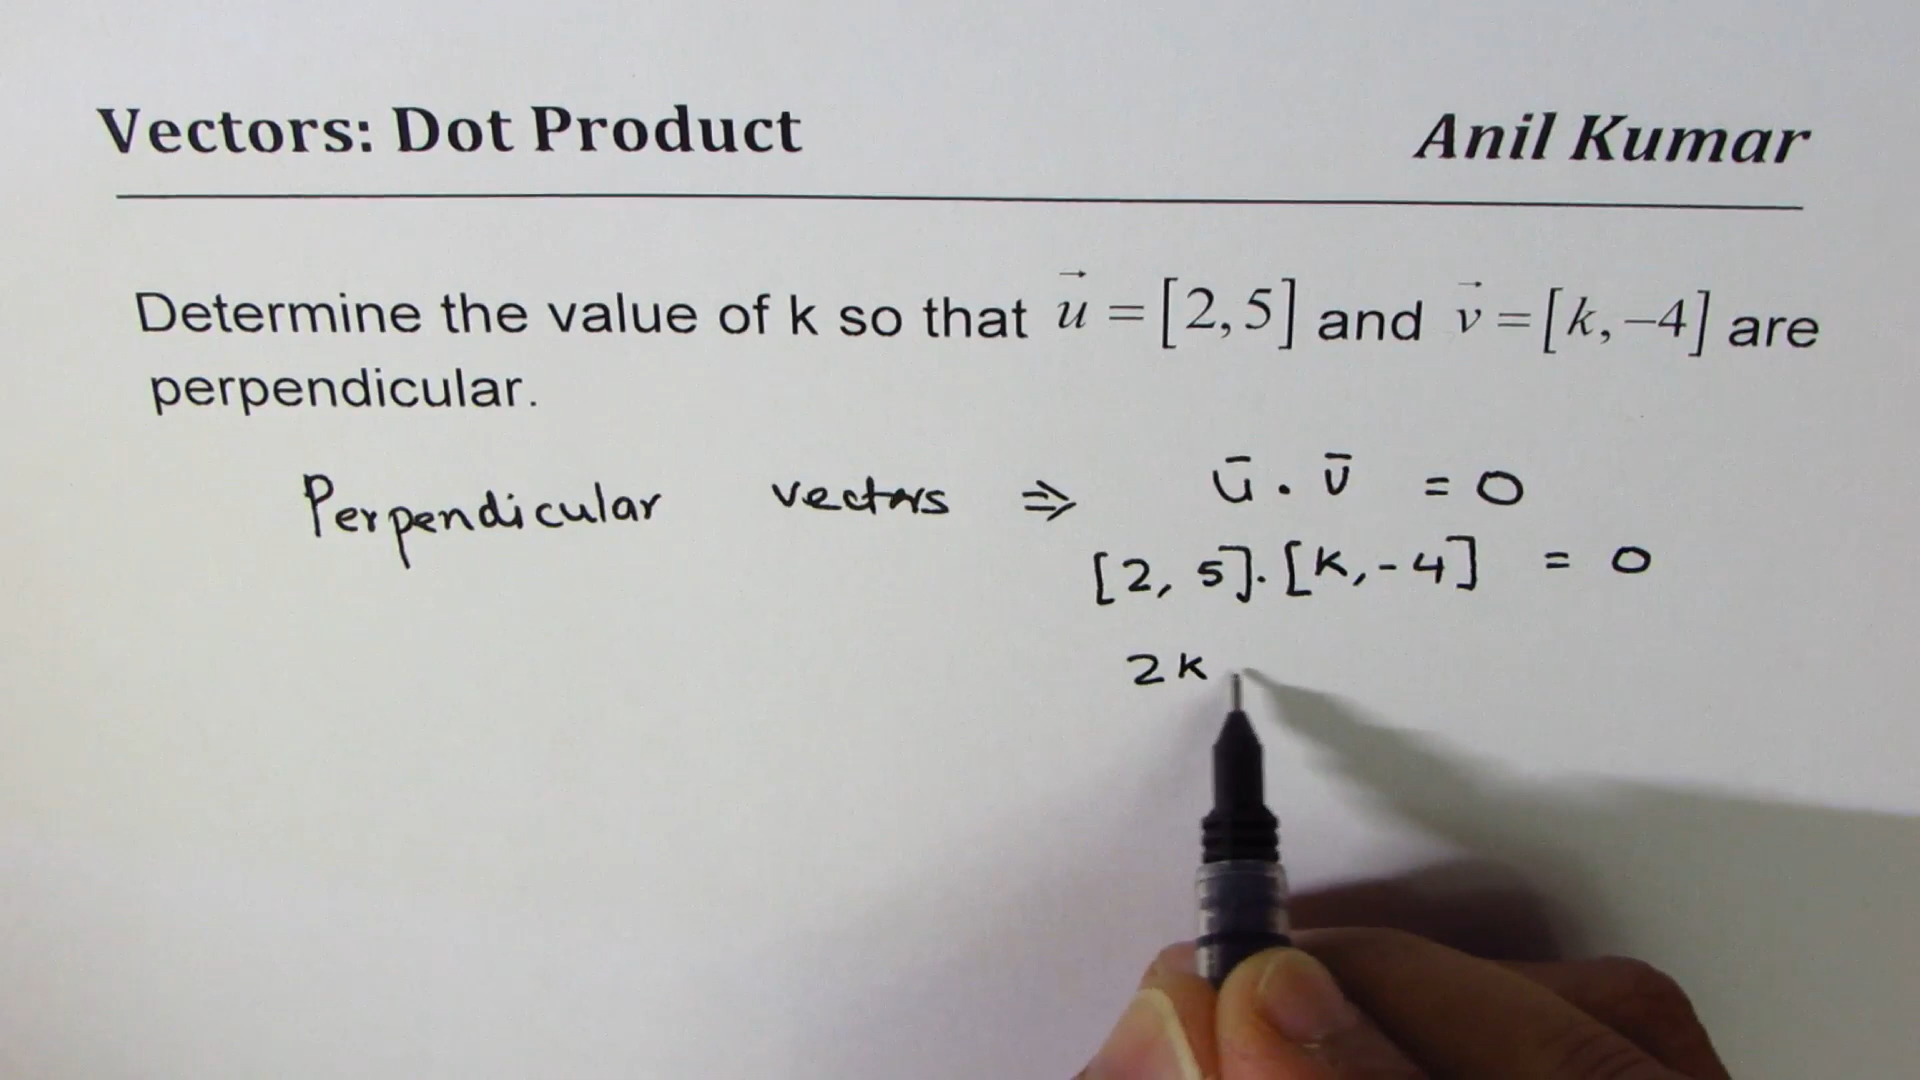 Vectors: Dot Product Anil Kumar
Determine the value of k so that u⃗ = [2,5] and v⃗ = [k,−4] are
perpendicular.
Perpendicular vectors ⇒ ū · v̄ = 0
[2, 5]·[K, -4] = 0
2K